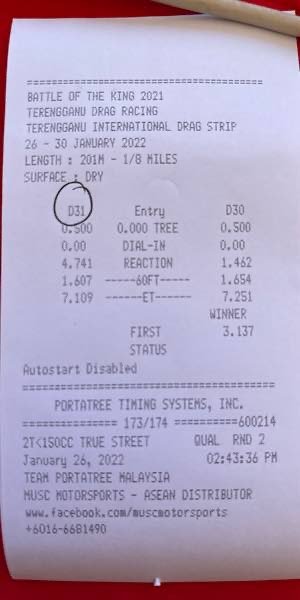 ==========================================
BATTLE OF THE KING 2021
TERENGGANU DRAG RACING
TERENGGANU INTERNATIONAL DRAG STRIP
26 - 30 JANUARY 2022
LENGTH : 201M - 1/8 MILES
SURFACE : DRY
D31 Entry D30
0.500 0.000 TREE 0.500
0.00 DIAL-IN 0.00
4.741 REACTION 1.462
1.607 -----60FT----- 1.654
7.109 ------ET------ 7.251
WINNER
FIRST 3.137
STATUS
Autostart Disabled
==========================================
PORTATREE TIMING SYSTEMS, INC.
=============== 173/174 ==========600214
2T<150CC TRUE STREET QUAL RND 2
January 26, 2022 02:43:36 PM
TEAM PORTATREE MALAYSIA
MUSC MOTORSPORTS - ASEAN DISTRIBUTOR
www.facebook.com/muscmotorsports
+6016-6681490